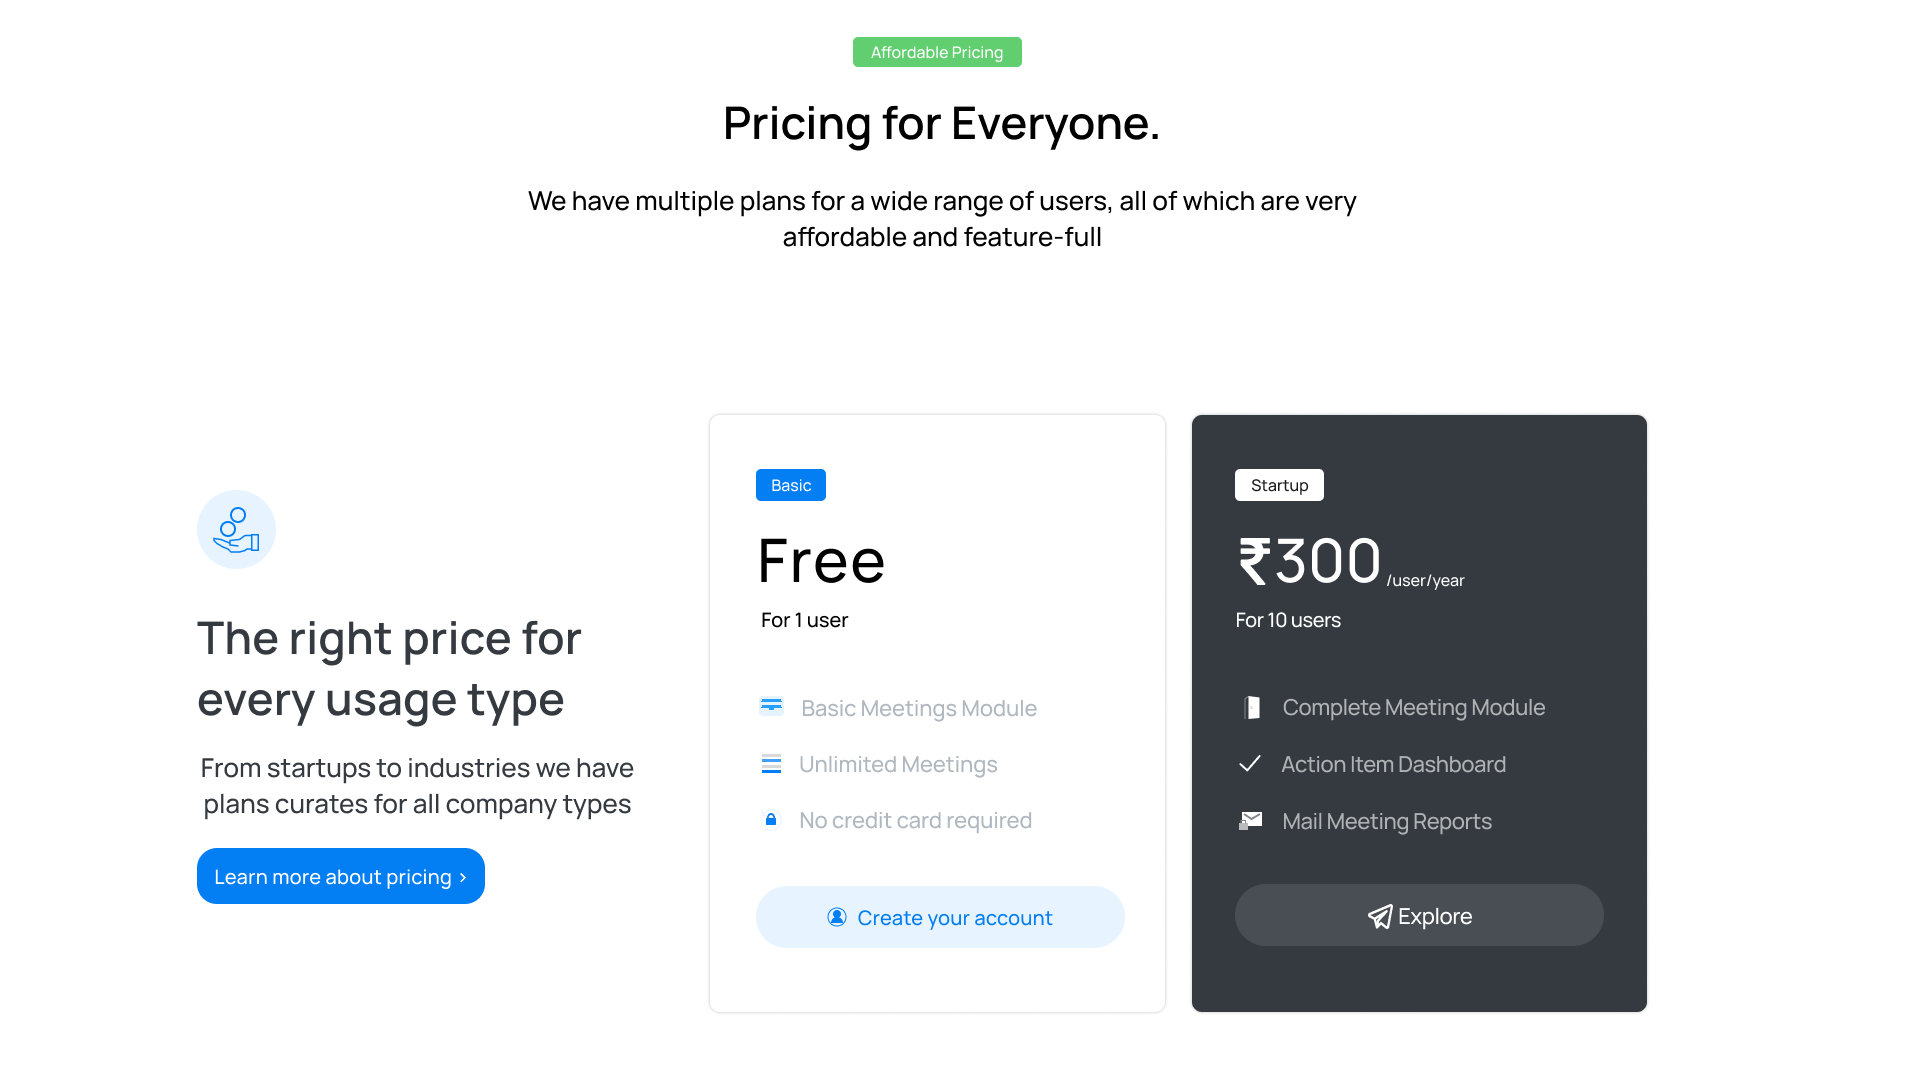 Affordable Pricing
Pricing for Everyone.
We have multiple plans for a wide range of users, all of which are very
affordable and feature-full
The right price for
every usage type
From startups to industries we have
plans curates for all company types
Learn more about pricing >
Basic
Free
For 1 user
Basic Meetings Module
Unlimited Meetings
No credit card required
Create your account
Startup
₹300 /user/year
For 10 users
Complete Meeting Module
Action Item Dashboard
Mail Meeting Reports
Explore